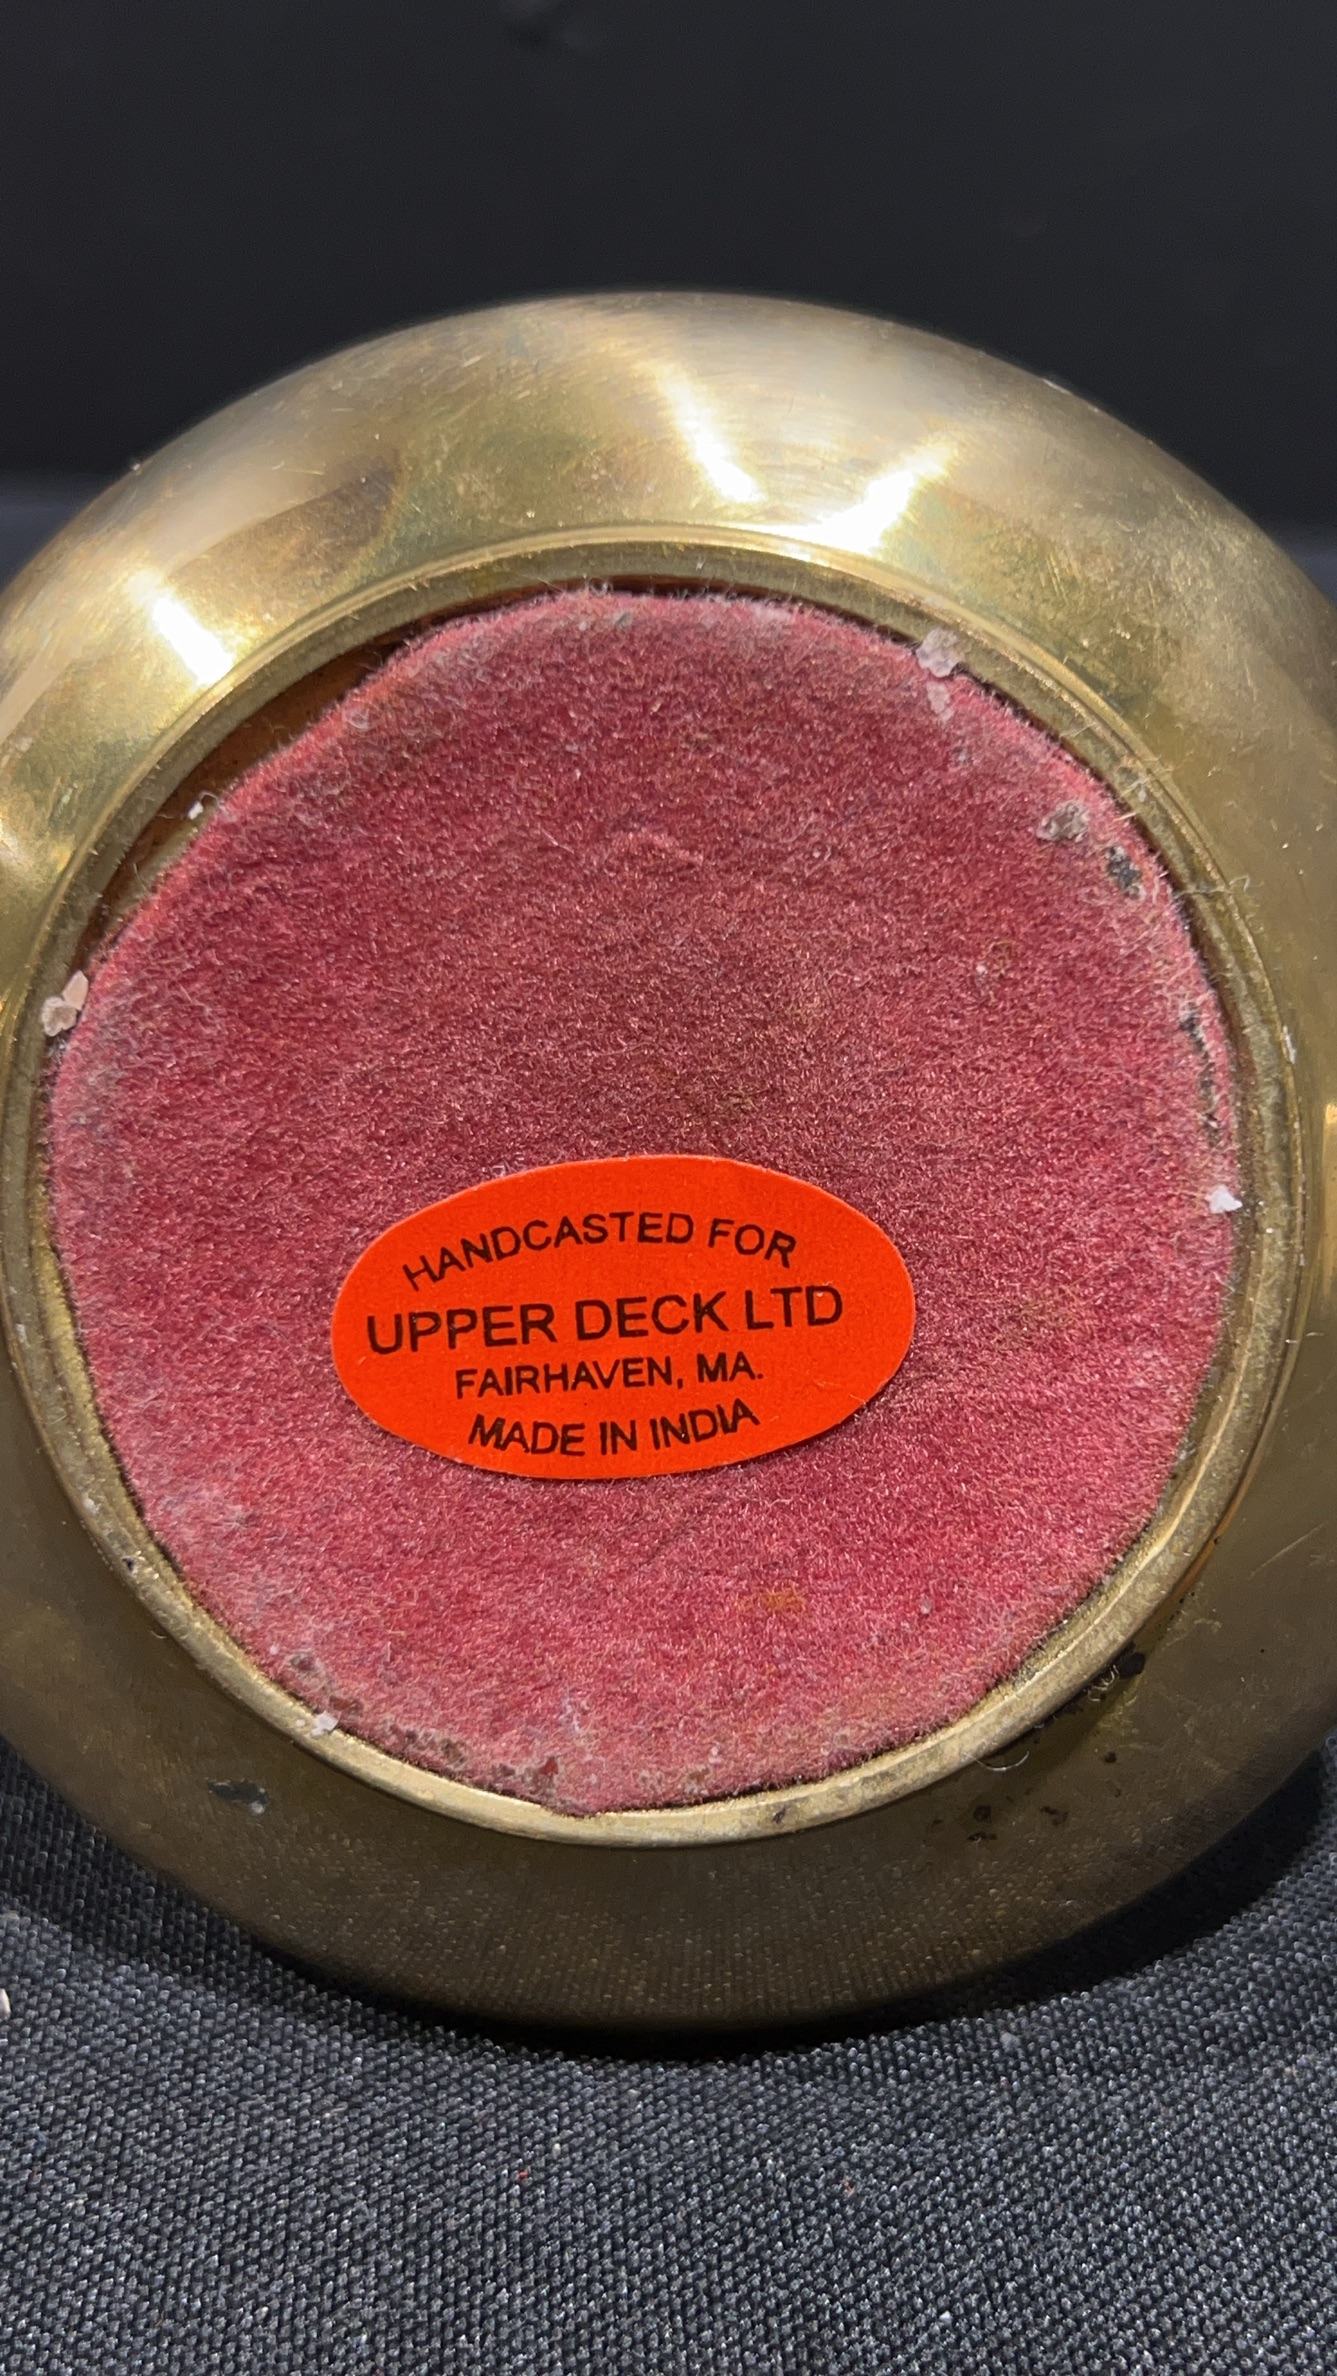 HANDCASTED FOR
UPPER DECK LTD
FAIRHAVEN, MA.
MADE IN INDIA